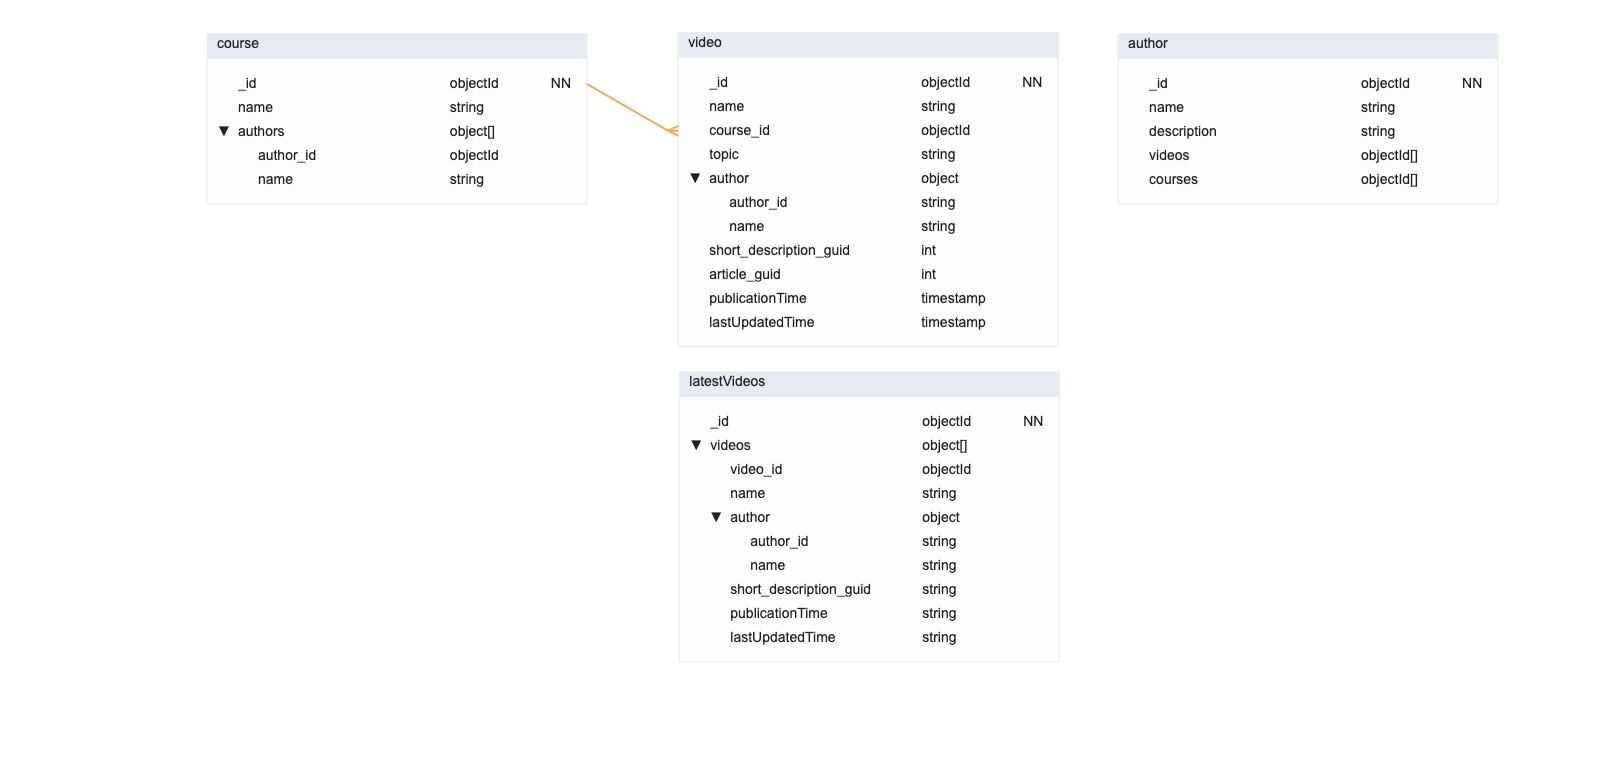 course
_id objectId NN
name string
▼ authors object[]
author_id objectId
name string
video
_id objectId NN
name string
course_id objectId
topic string
▼ author object
author_id string
name string
short_description_guid int
article_guid int
publicationTime timestamp
lastUpdatedTime timestamp
author
_id objectId NN
name string
description string
videos objectId[]
courses objectId[]
latestVideos
_id objectId NN
▼ videos object[]
video_id objectId
name string
▼ author object
author_id string
name string
short_description_guid string
publicationTime string
lastUpdatedTime string